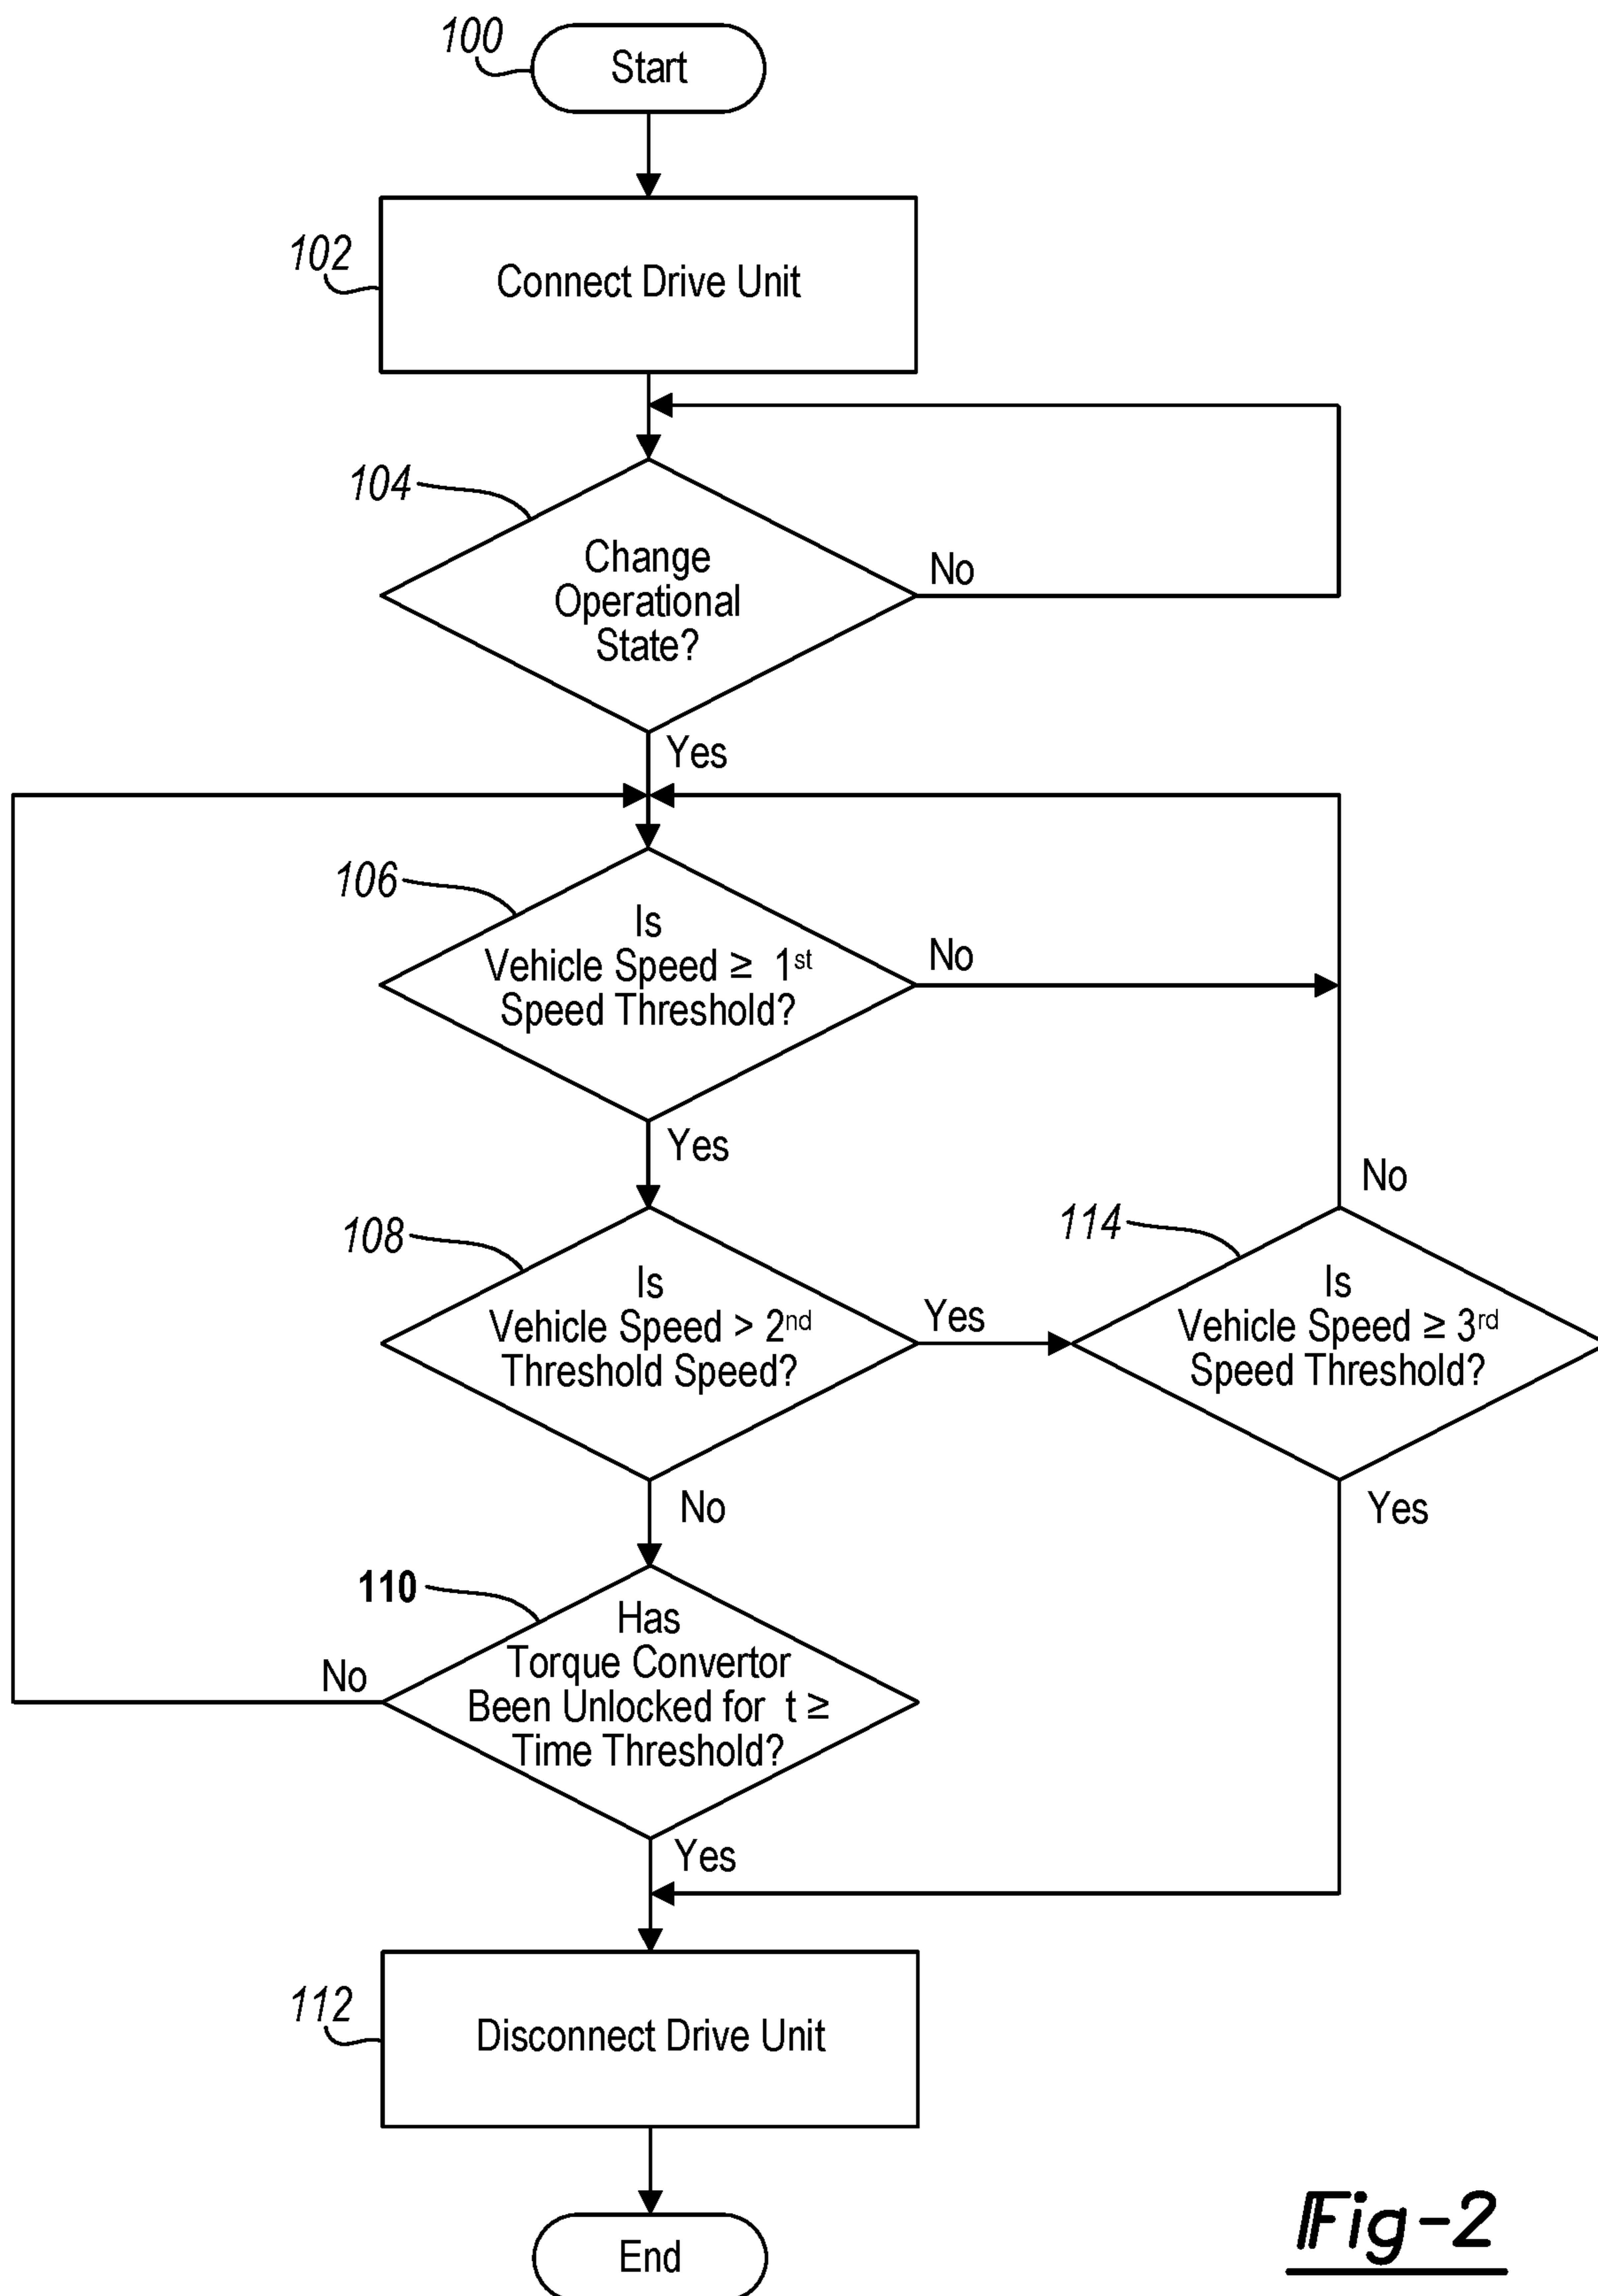 100
Start
102
Connect Drive Unit
104
Change
Operational
State?
No
Yes
106
Is
Vehicle Speed ≥ 1st
Speed Threshold?
No
Yes
108
Is
Vehicle Speed > 2nd
Threshold Speed?
Yes
No
114
Is
Vehicle Speed ≥ 3rd
Speed Threshold?
No
Yes
110
Has
Torque Convertor
Been Unlocked for t ≥
Time Threshold?
No
Yes
112
Disconnect Drive Unit
End
Fig-2